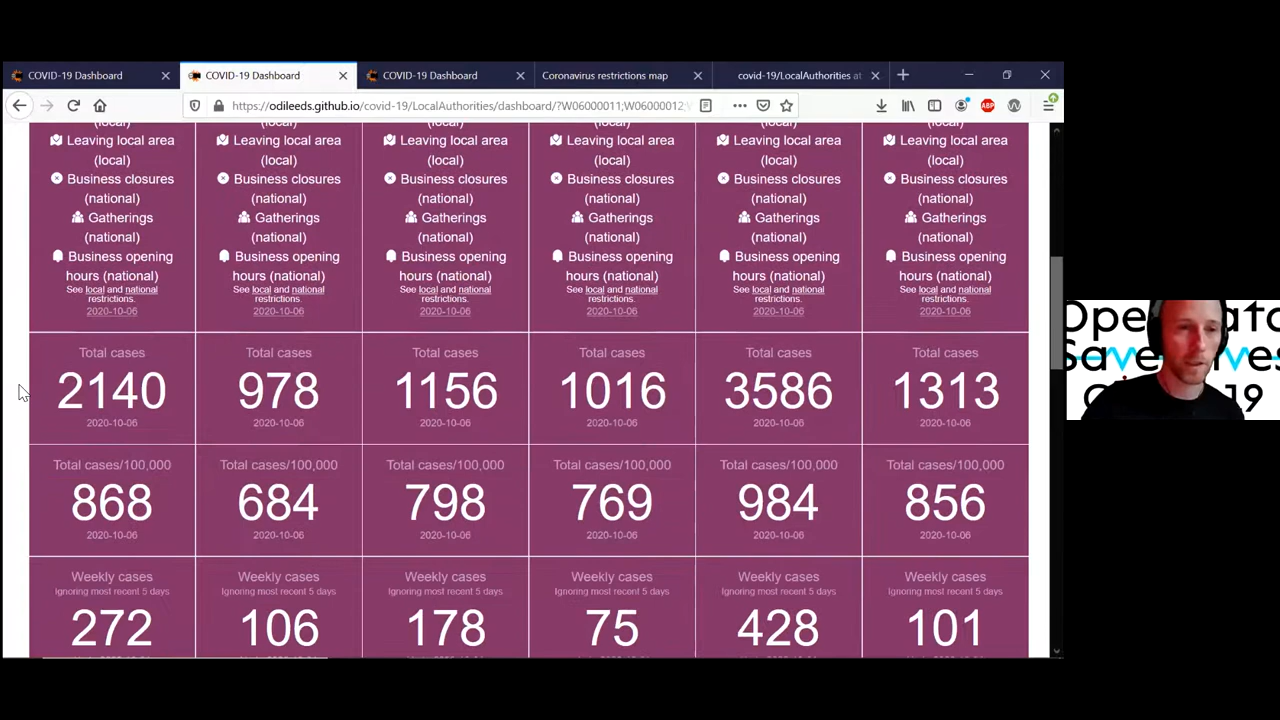 COVID-19 Dashboard COVID-19 Dashboard COVID-19 Dashboard Coronavirus restrictions map covid-19/LocalAuthorities at
https://odileeds.github.io/covid-19/LocalAuthorities/dashboard/?W06000011;W06000012;
(local) (local) (local) (local) (local) (local)
Leaving local area Leaving local area Leaving local area Leaving local area Leaving local area Leaving local area
(local) (local) (local) (local) (local) (local)
Business closures Business closures Business closures Business closures Business closures Business closures
(national) (national) (national) (national) (national) (national)
Gatherings Gatherings Gatherings Gatherings Gatherings Gatherings
(national) (national) (national) (national) (national) (national)
Business opening Business opening Business opening Business opening Business opening Business opening
hours (national) hours (national) hours (national) hours (national) hours (national) hours (national)
See local and national See local and national See local and national See local and national See local and national See local and national
restrictions. restrictions. restrictions. restrictions. restrictions. restrictions.
2020-10-06 2020-10-06 2020-10-06 2020-10-06 2020-10-06 2020-10-06
Total cases Total cases Total cases Total cases Total cases Total cases
2140 978 1156 1016 3586 1313
2020-10-06 2020-10-06 2020-10-06 2020-10-06 2020-10-06 2020-10-06
Total cases/100,000 Total cases/100,000 Total cases/100,000 Total cases/100,000 Total cases/100,000 Total cases/100,000
868 684 798 769 984 856
2020-10-06 2020-10-06 2020-10-06 2020-10-06 2020-10-06 2020-10-06
Weekly cases Weekly cases Weekly cases Weekly cases Weekly cases Weekly cases
Ignoring most recent 5 days Ignoring most recent 5 days Ignoring most recent 5 days Ignoring most recent 5 days Ignoring most recent 5 days Ignoring most recent 5 days
272 106 178 75 428 101
ABP